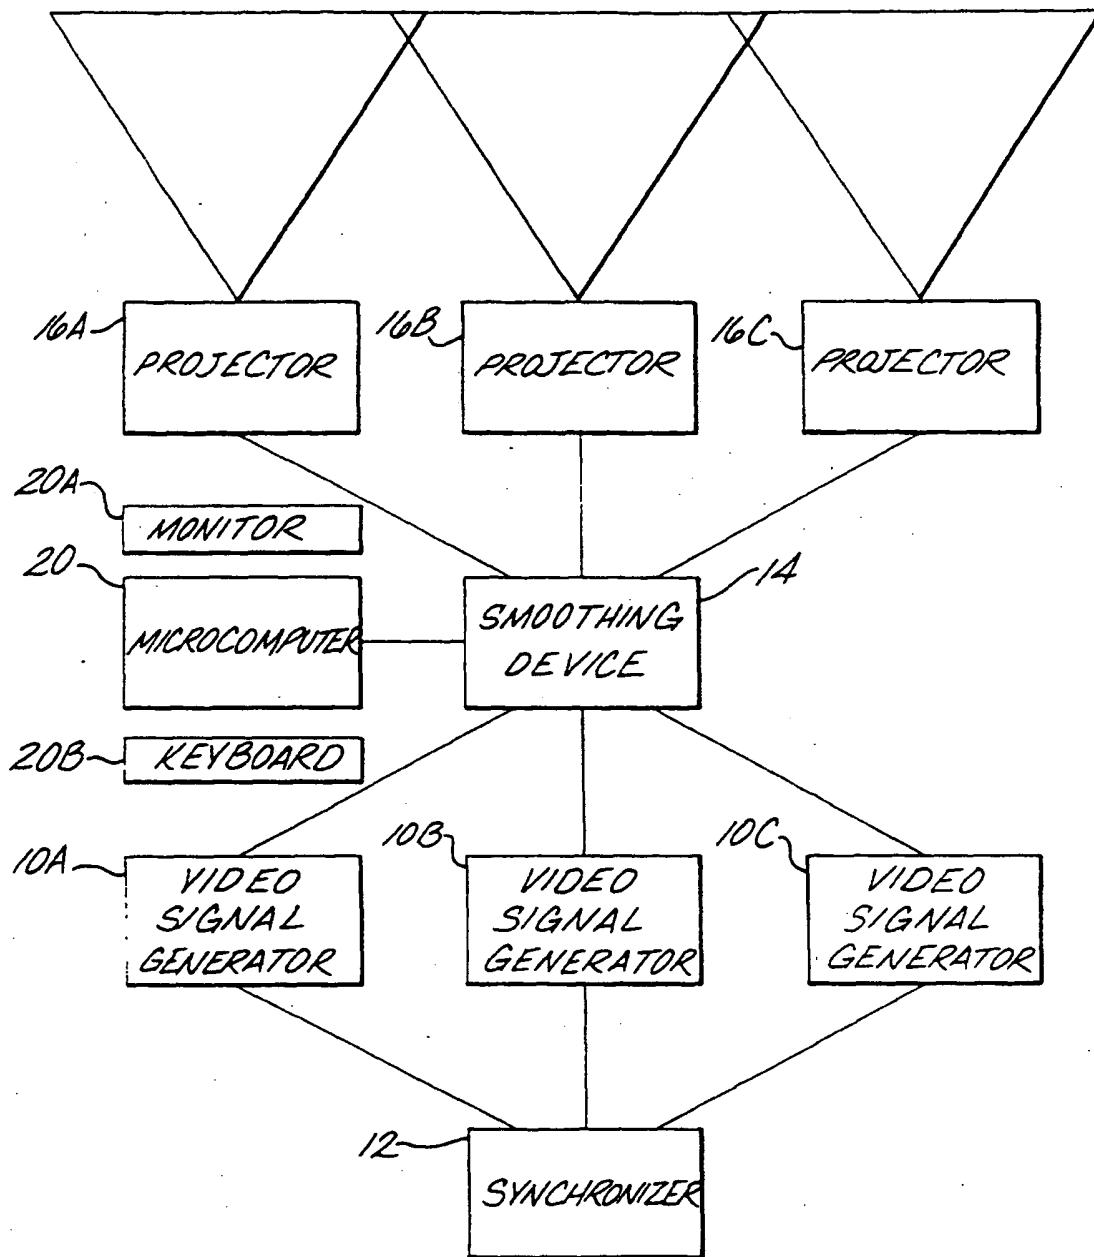 16A
PROJECTOR
16B
PROJECTOR
16C
PROJECTOR
20A
MONITOR
20
MICROCOMPUTER
14
SMOOTHING
DEVICE
20B
KEYBOARD
10A
VIDEO
SIGNAL
GENERATOR
10B
VIDEO
SIGNAL
GENERATOR
10C
VIDEO
SIGNAL
GENERATOR
12
SYNCHRONIZER